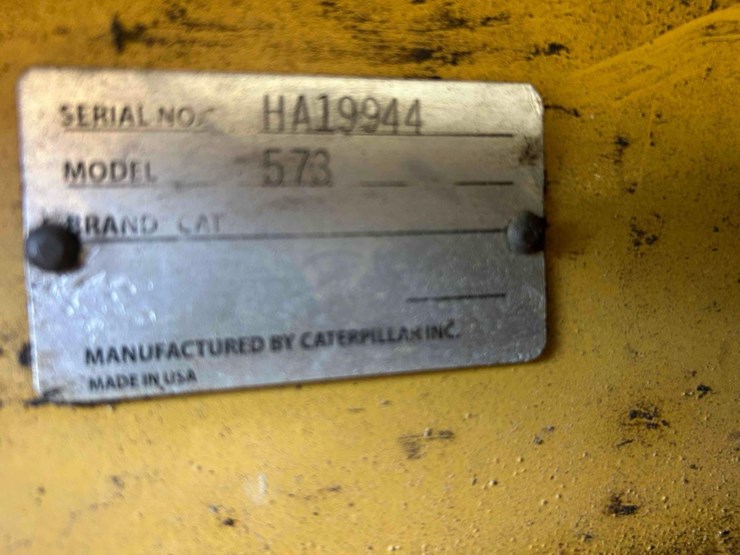 SERIAL NO. HA19944
MODEL 573
BRAND CAT
MANUFACTURED BY CATERPILLAR INC.
MADE IN USA